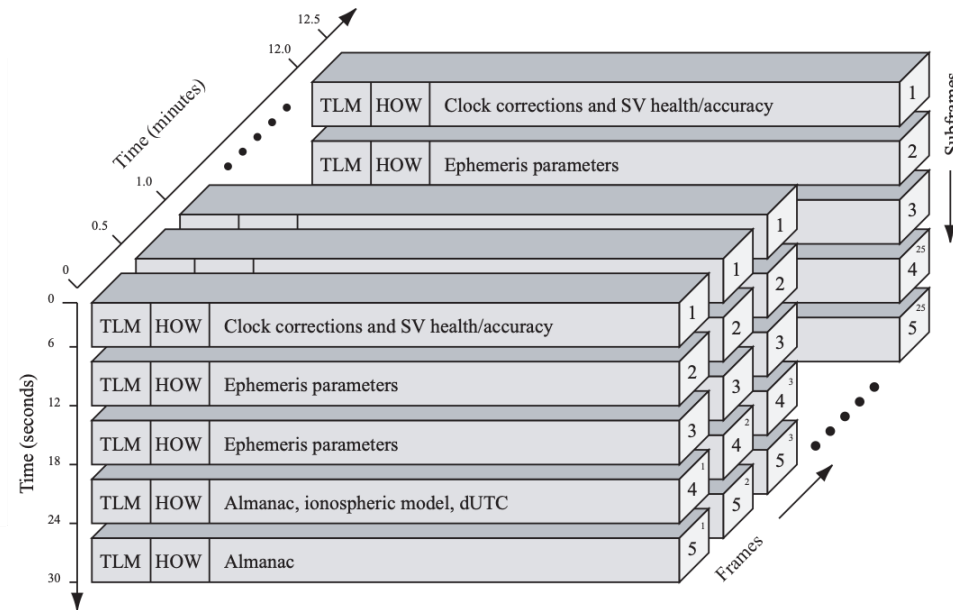 12.5
12.0
Time (minutes)
1.0
0.5
0
TLM HOW Clock corrections and SV health/accuracy 1
TLM HOW Ephemeris parameters 2
3
4 25
5 25
Subframes
1
2
3
4 3
5 3
1
2
3
4 2
5 2
0
6
12
18
24
30
Time (seconds)
TLM HOW Clock corrections and SV health/accuracy 1
TLM HOW Ephemeris parameters 2
TLM HOW Ephemeris parameters 3
TLM HOW Almanac, ionospheric model, dUTC 4 1
TLM HOW Almanac 5 1
Frames